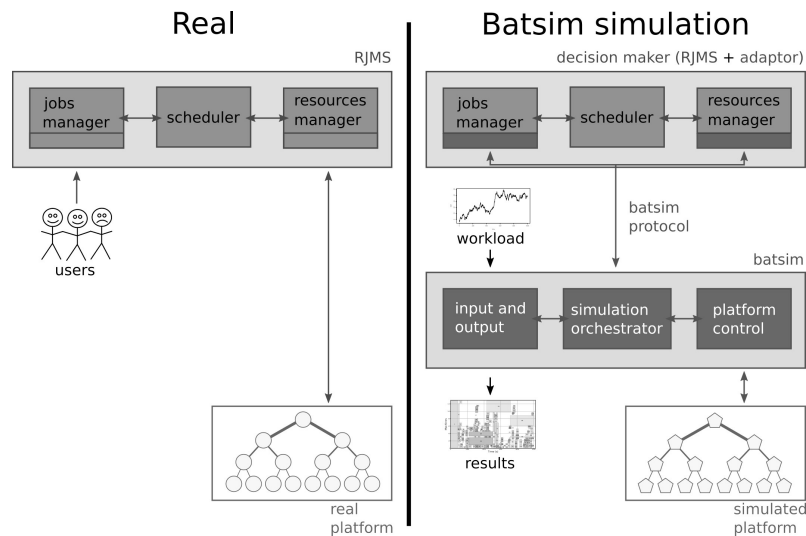 Real
RJMS
jobs
manager
scheduler
resources
manager
users
real
platform
Batsim simulation
decision maker (RJMS + adaptor)
jobs
manager
scheduler
resources
manager
workload
batsim
protocol
batsim
input and
output
simulation
orchestrator
platform
control
results
simulated
platform